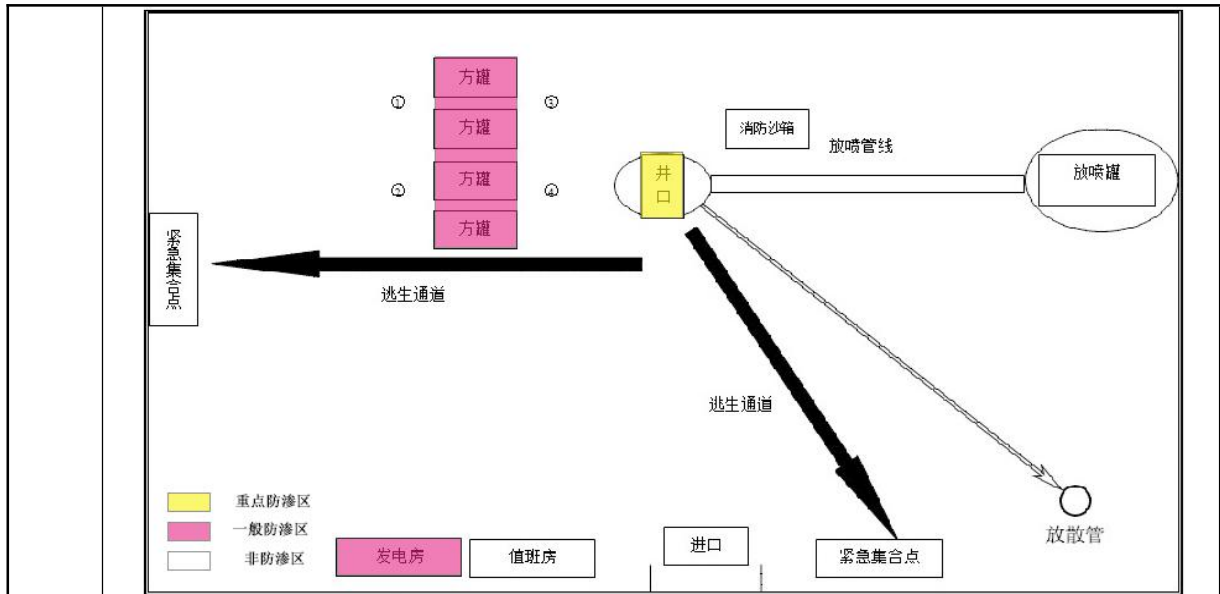 方罐
①
③
方罐
消防沙箱
放喷管线
方罐
②
④
井
口
放喷罐
方罐
紧急集合点
逃生通道
逃生通道
重点防渗区
一般防渗区
非防渗区
发电房
值班房
进口
紧急集合点
放散管